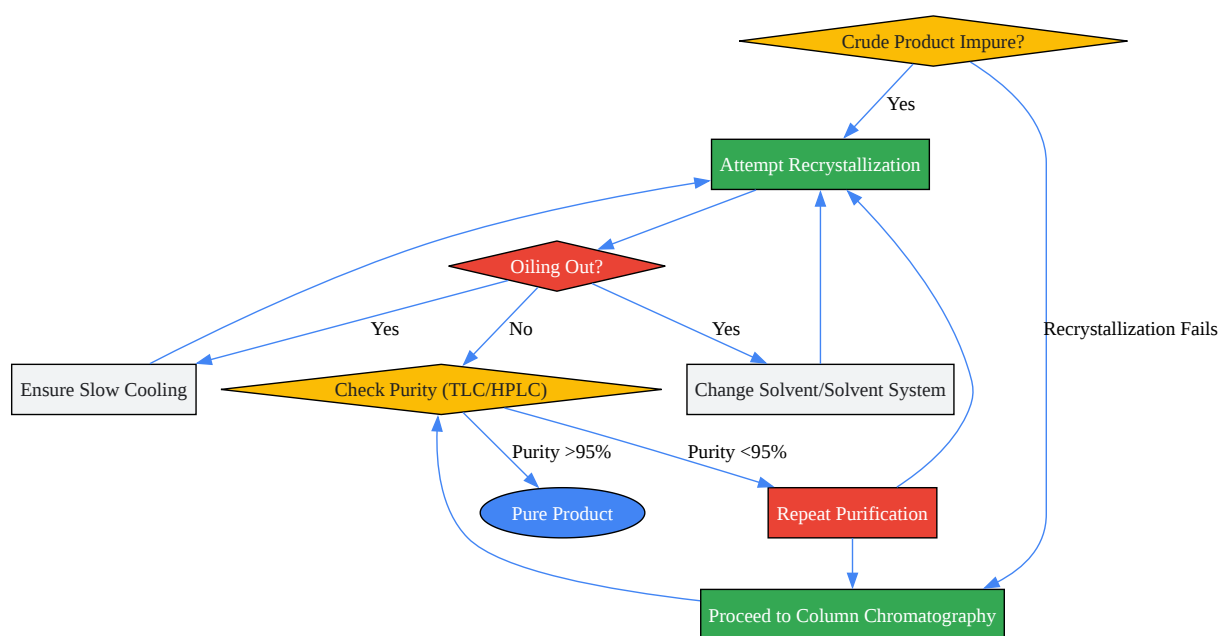 Crude Product Impure?
Yes
Attempt Recrystallization
Oiling Out?
Yes
No
Yes
Recrystallization Fails
Ensure Slow Cooling
Check Purity (TLC/HPLC)
Change Solvent/Solvent System
Purity >95%
Purity <95%
Pure Product
Repeat Purification
Proceed to Column Chromatography